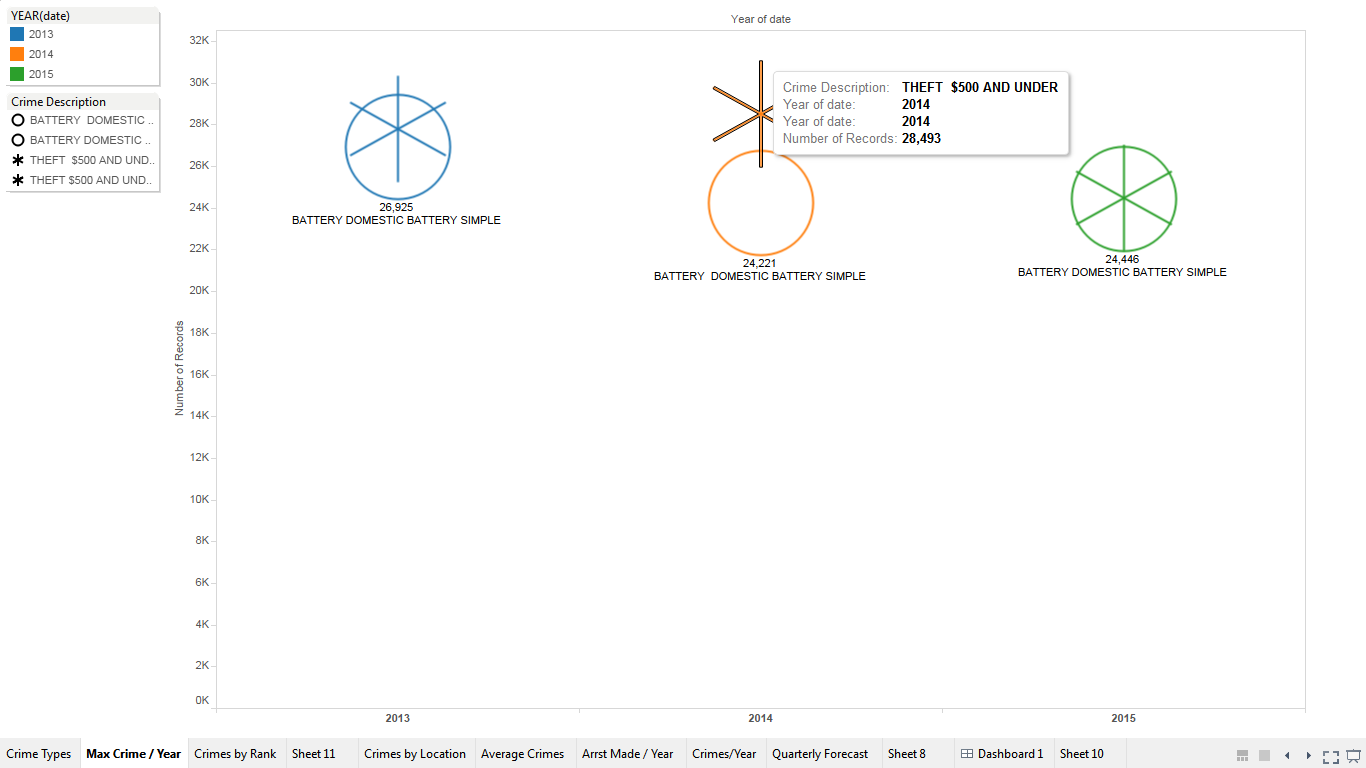 YEAR(date)
2013
2014
2015
Crime Description
BATTERY  DOMESTIC ..
BATTERY DOMESTIC ..
THEFT  $500 AND UND..
THEFT $500 AND UND..
Year of date
32K
30K
28K
26K
24K
22K
20K
18K
16K
14K
12K
10K
8K
6K
4K
2K
0K
Number of Records
26,925
BATTERY DOMESTIC BATTERY SIMPLE
Crime Description: THEFT  $500 AND UNDER
Year of date: 2014
Year of date: 2014
Number of Records: 28,493
24,221
BATTERY  DOMESTIC BATTERY SIMPLE
24,446
BATTERY DOMESTIC BATTERY SIMPLE
2013 2014 2015
Crime Types Max Crime / Year Crimes by Rank Sheet 11 Crimes by Location Average Crimes Arrst Made / Year Crimes/Year Quarterly Forecast Sheet 8 Dashboard 1 Sheet 10